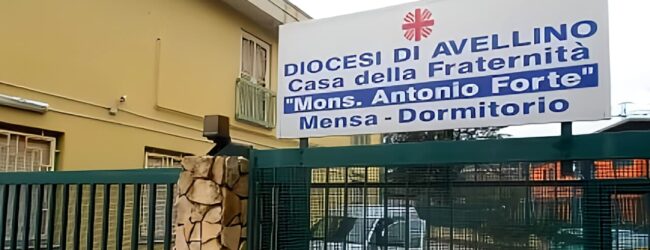 DIOCESI DI AVELLINO
Casa della Fraternità
"Mons. Antonio Forte"
Mensa - Dormitorio